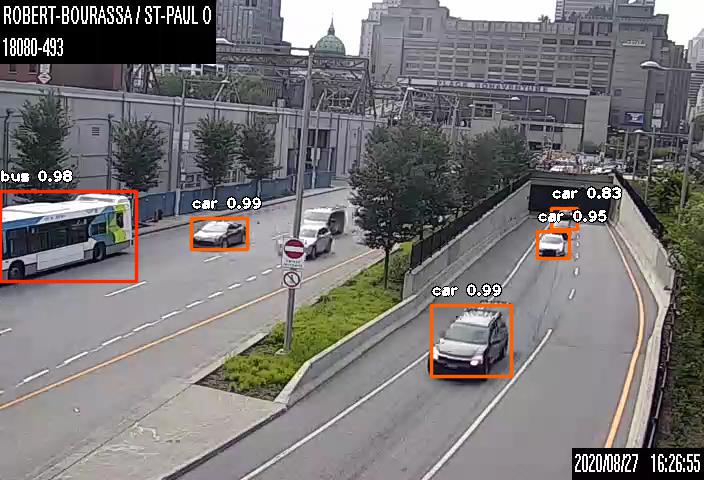 ROBERT-BOURASSA / ST-PAUL O
18080-493
PLACE BONAVENTURE
bus 0.98
car 0.99
car 0.83
car 0.95
car 0.99
2020/08/27 16:26:55